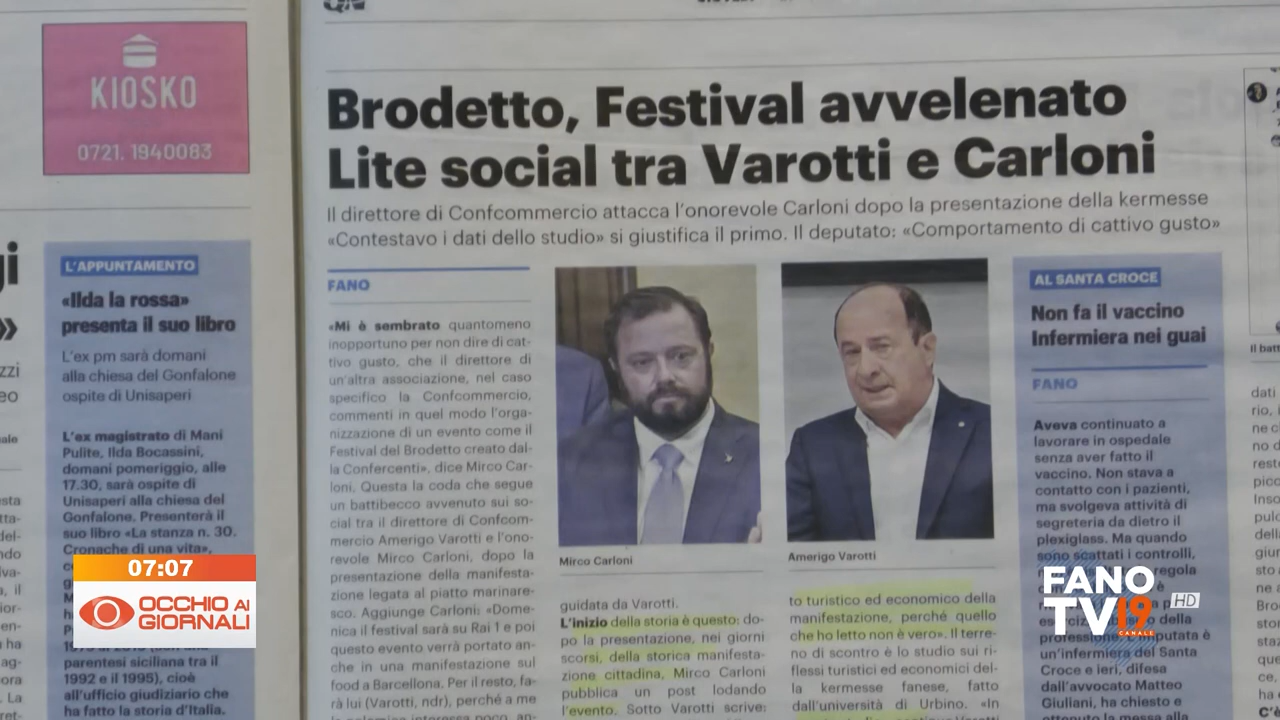 KIOSKO
0721. 1940083
L'APPUNTAMENTO
«Ilda la rossa»
presenta il suo libro
L'ex pm sarà domani
alla chiesa del Gonfalone
ospite di Unisaperi
L'ex magistrato di Mani
Pulite, Ilda Bocassini,
domani pomeriggio, alle
17.30, sarà ospite di
Unisaperi alla chiesa del
Gonfalone. Presenterà il
suo libro «La stanza n. 30.
Cronache di una vita»,
parentesi siciliana tra il
1992 e il 1995), cioè
all'ufficio giudiziario che
ha fatto la storia d'Italia.
Brodetto, Festival avvelenato
Lite social tra Varotti e Carloni
Il direttore di Confcommercio attacca l'onorevole Carloni dopo la presentazione della kermesse
«Contestavo i dati dello studio» si giustifica il primo. Il deputato: «Comportamento di cattivo gusto»
FANO
«Mi è sembrato quantomeno
inopportuno per non dire di cat-
tivo gusto, che il direttore di
un'altra associazione, nel caso
specifico la Confcommercio,
commenti in quel modo l'orga-
nizzazione di un evento come il
Festival del Brodetto creato dal-
la Confercenti», dice Mirco Car-
loni. Questa la coda che segue
un battibecco avvenuto sui so-
cial tra il direttore di Confcom-
mercio Amerigo Varotti e l'ono-
revole Mirco Carloni, dopo la
presentazione della manifesta-
zione legata al piatto marinare-
sco. Aggiunge Carloni: «Dome-
nica il festival sarà su Rai 1 e poi
questo evento verrà portato an-
che in una manifestazione sul
food a Barcellona. Per il resto, fa-
rà lui (Varotti, ndr), perché a me
Mirco Carloni
guidata da Varotti.
L'inizio della storia è questo: do-
po la presentazione, nei giorni
scorsi, della storica manifesta-
zione cittadina, Mirco Carloni
pubblica un post lodando
l'evento. Sotto Varotti scrive:
Amerigo Varotti
to turistico ed economico della
manifestazione, perché quello
che ho letto non è vero». Il terre-
no di scontro è lo studio sui ri-
flessi turistici ed economici del-
la kermesse fanese, fatto
dall'università di Urbino. «In
AL SANTA CROCE
Non fa il vaccino
Infermiera nei guai
FANO
Aveva continuato a
lavorare in ospedale
senza aver fatto il
vaccino. Non stava a
contatto con i pazienti,
ma svolgeva attività di
segreteria da dietro il
plexiglass. Ma quando
sono scattati i controlli,
regola
professione. L'imputata è
un'infermiera del Santa
Croce e ieri, difesa
dall'avvocato Matteo
Giuliani, ha chiesto e
07:07
OCCHIO AI
GIORNALI
FANO
TV 19 HD
CANALE